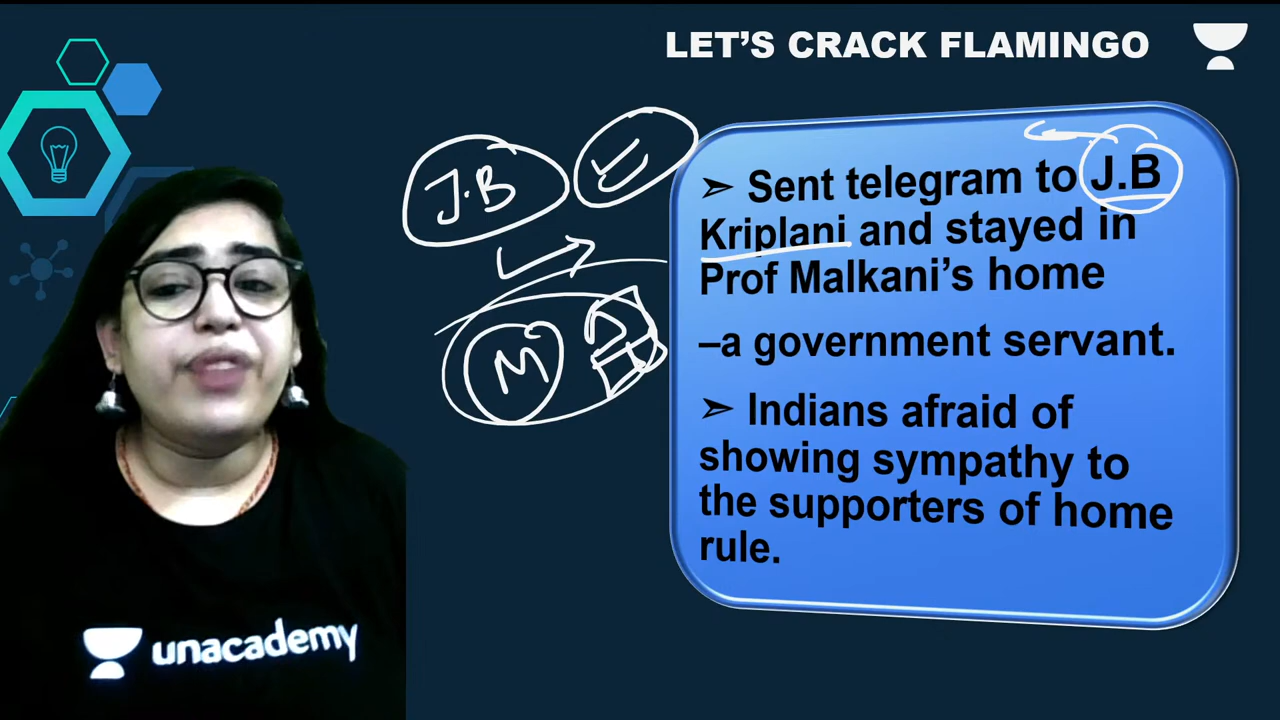 LET'S CRACK FLAMINGO
J.B
➢ Sent telegram to J.B
Kriplani and stayed in
Prof Malkani's home
–a government servant.
M
➢ Indians afraid of
showing sympathy to
the supporters of home
rule.
unacademy